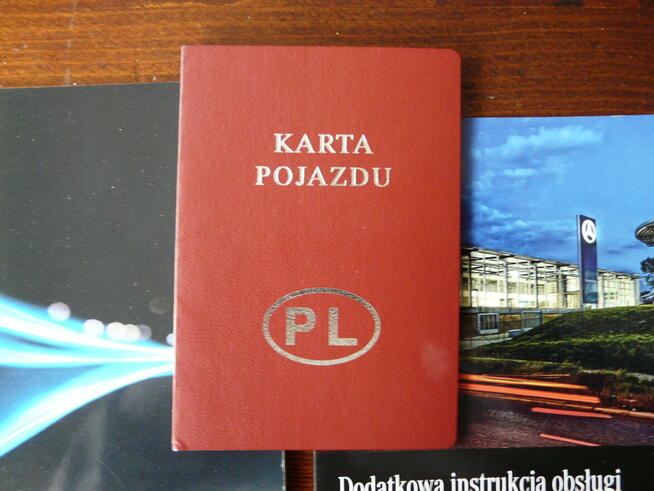 KARTA
POJAZDU
PL
Dodatkowa instrukcja obsługi